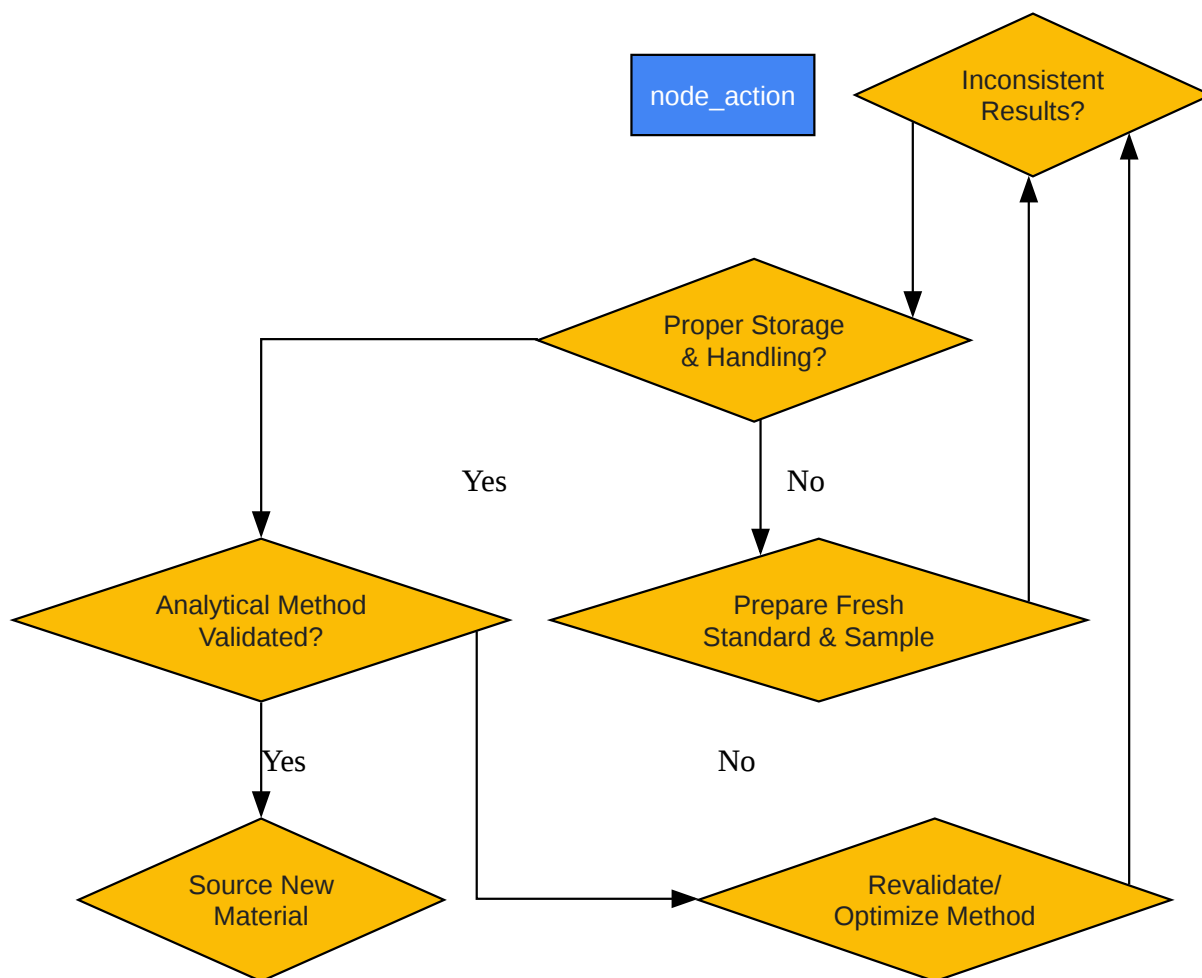 node_action
Inconsistent
Results?
Proper Storage
& Handling?
Yes
No
Analytical Method
Validated?
Prepare Fresh
Standard & Sample
Yes
No
Source New
Material
Revalidate/
Optimize Method